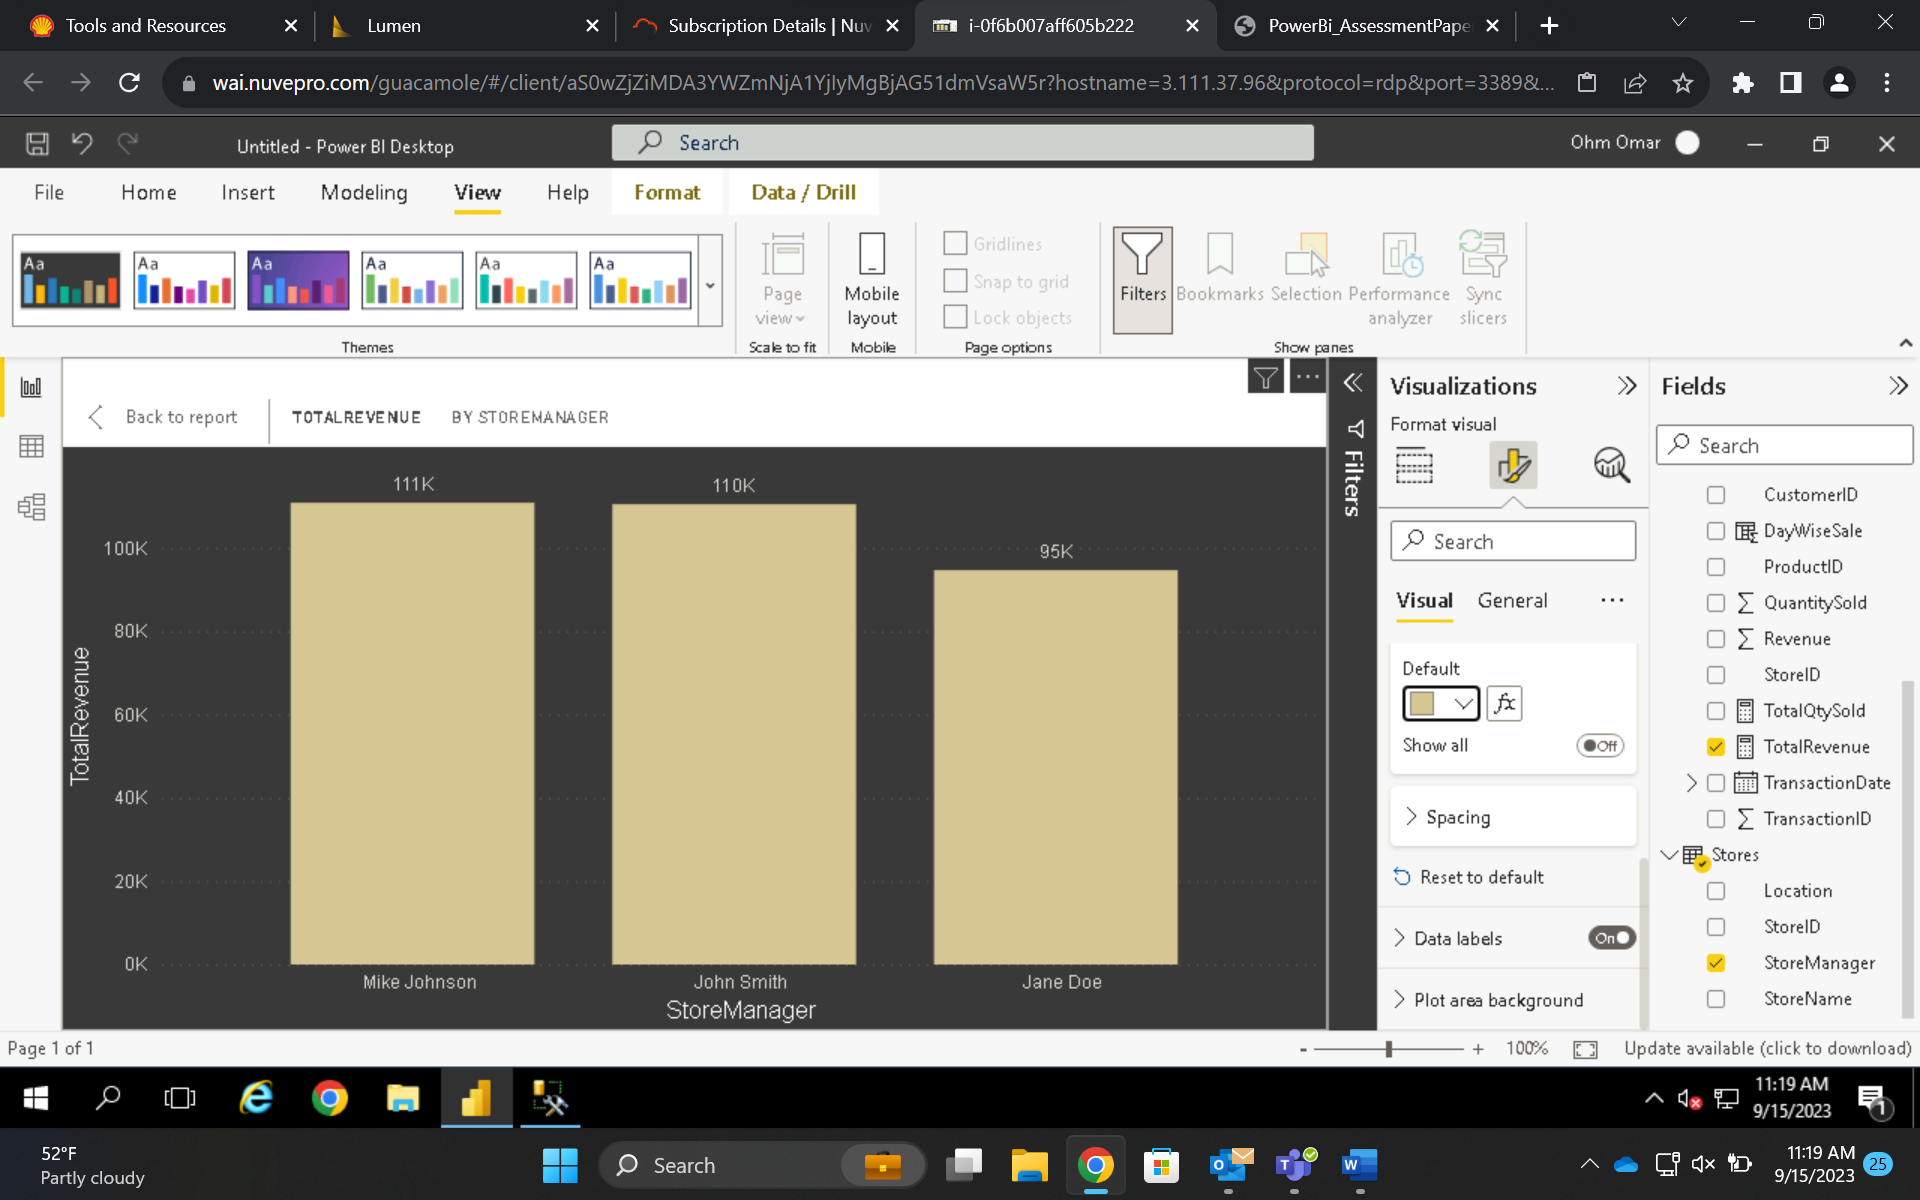 Tools and Resources
Lumen
Subscription Details | Nuv
i-0f6b007aff605b222
PowerBi_AssessmentPape
wai.nuvepro.com/guacamole/#/client/aS0wZjZiMDA3YWZmNjA1YjIyMgBjAG51dmVsaW5r?hostname=3.111.37.96&protocol=rdp&port=3389&...
Untitled - Power BI Desktop
Search
Ohm Omar
File
Home
Insert
Modeling
View
Help
Format
Data / Drill
Aa
Aa
Aa
Aa
Aa
Aa
Themes
Page
view
Scale to fit
Mobile
layout
Mobile
Gridlines
Snap to grid
Lock objects
Page options
Filters
Bookmarks
Selection
Performance
analyzer
Sync
slicers
Show panes
Back to report
TOTALREVENUE
BY STOREMANAGER
111K
110K
95K
100K
80K
60K
40K
20K
0K
TotalRevenue
Mike Johnson
John Smith
Jane Doe
StoreManager
Filters
Visualizations
Format visual
Search
Visual
General
...
Default
fx
Show all
Off
Spacing
Reset to default
Data labels
On
Plot area background
Fields
Search
CustomerID
DayWiseSale
ProductID
QuantitySold
Revenue
StoreID
TotalQtySold
TotalRevenue
TransactionDate
TransactionID
Stores
Location
StoreID
StoreManager
StoreName
Page 1 of 1
- + 100%
Update available (click to download)
11:19 AM
9/15/2023
1
52°F
Partly cloudy
Search
11:19 AM
9/15/2023
25